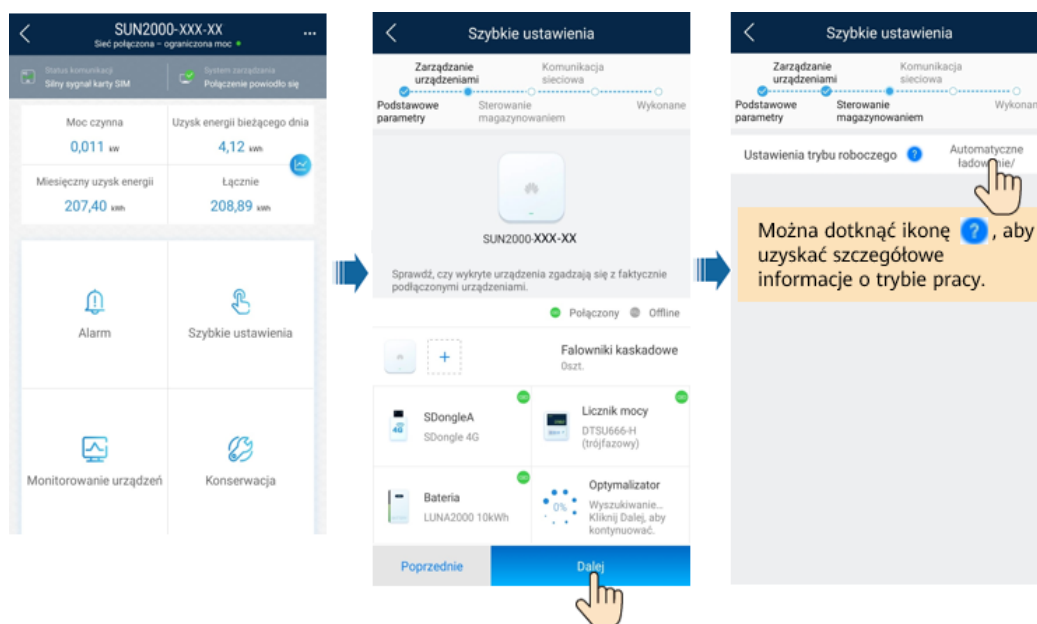 SUN2000-XXX-XX
Sieć połączona – ograniczona moc
Status komunikacji
Silny sygnał karty SIM
System zarządzania
Połączenie powiodło się
Moc czynna
0,011 kW
Uzysk energii bieżącego dnia
4,12 kWh
Miesięczny uzysk energii
207,40 kWh
Łącznie
208,89 kWh
Alarm
Szybkie ustawienia
Monitorowanie urządzeń
Konserwacja
Szybkie ustawienia
Zarządzanie
urządzeniami
Komunikacja
sieciowa
Podstawowe
parametry
Sterowanie
magazynowaniem
Wykonane
SUN2000-XXX-XX
Sprawdź, czy wykryte urządzenia zgadzają się z faktycznie
podłączonymi urządzeniami.
Połączony
Offline
Falowniki kaskadowe
0szt.
SDongleA
SDongle 4G
4G
Licznik mocy
DTSU666-H
(trójfazowy)
Bateria
LUNA2000 10kWh
0%
Optymalizator
Wyszukiwanie...
Kliknij Dalej, aby
kontynuować.
Poprzednie
Dalej
Szybkie ustawienia
Zarządzanie
urządzeniami
Komunikacja
sieciowa
Podstawowe
parametry
Sterowanie
magazynowaniem
Wykonan
Ustawienia trybu roboczego ?
Automatyczne
ładowanie/
Można dotknąć ikonę ? , aby
uzyskać szczegółowe
informacje o trybie pracy.